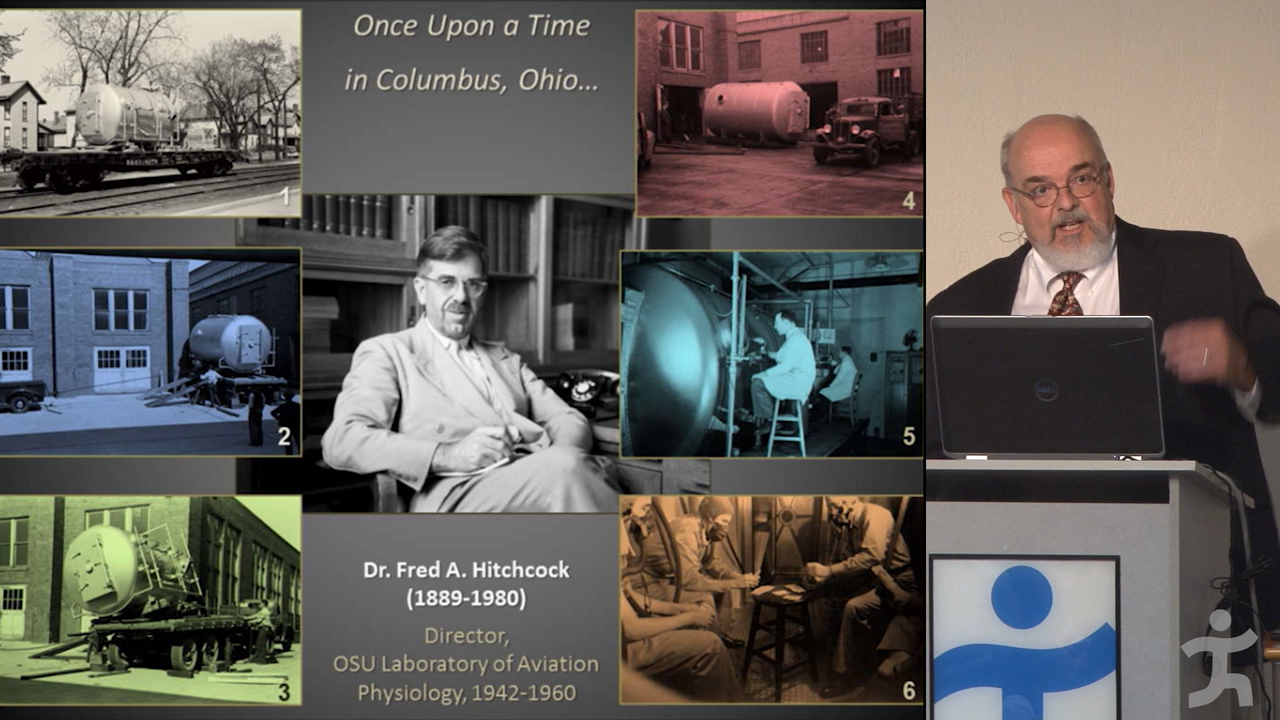 Once Upon a Time
in Columbus, Ohio...
1
2
3
4
5
6
Dr. Fred A. Hitchcock
(1889-1980)
Director,
OSU Laboratory of Aviation
Physiology, 1942-1960
DELL